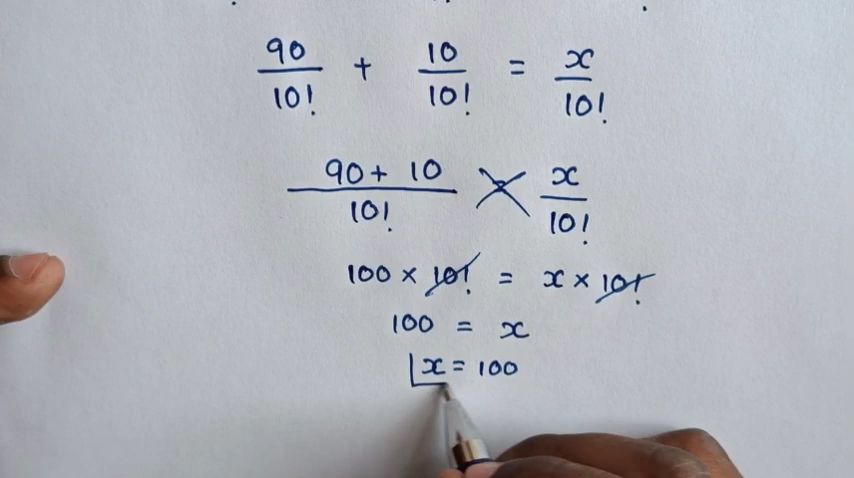 90/10! + 10/10! = x/10!
90 + 10/10! x/10!
100 × 10! = x × 10!
100 = x
x = 100